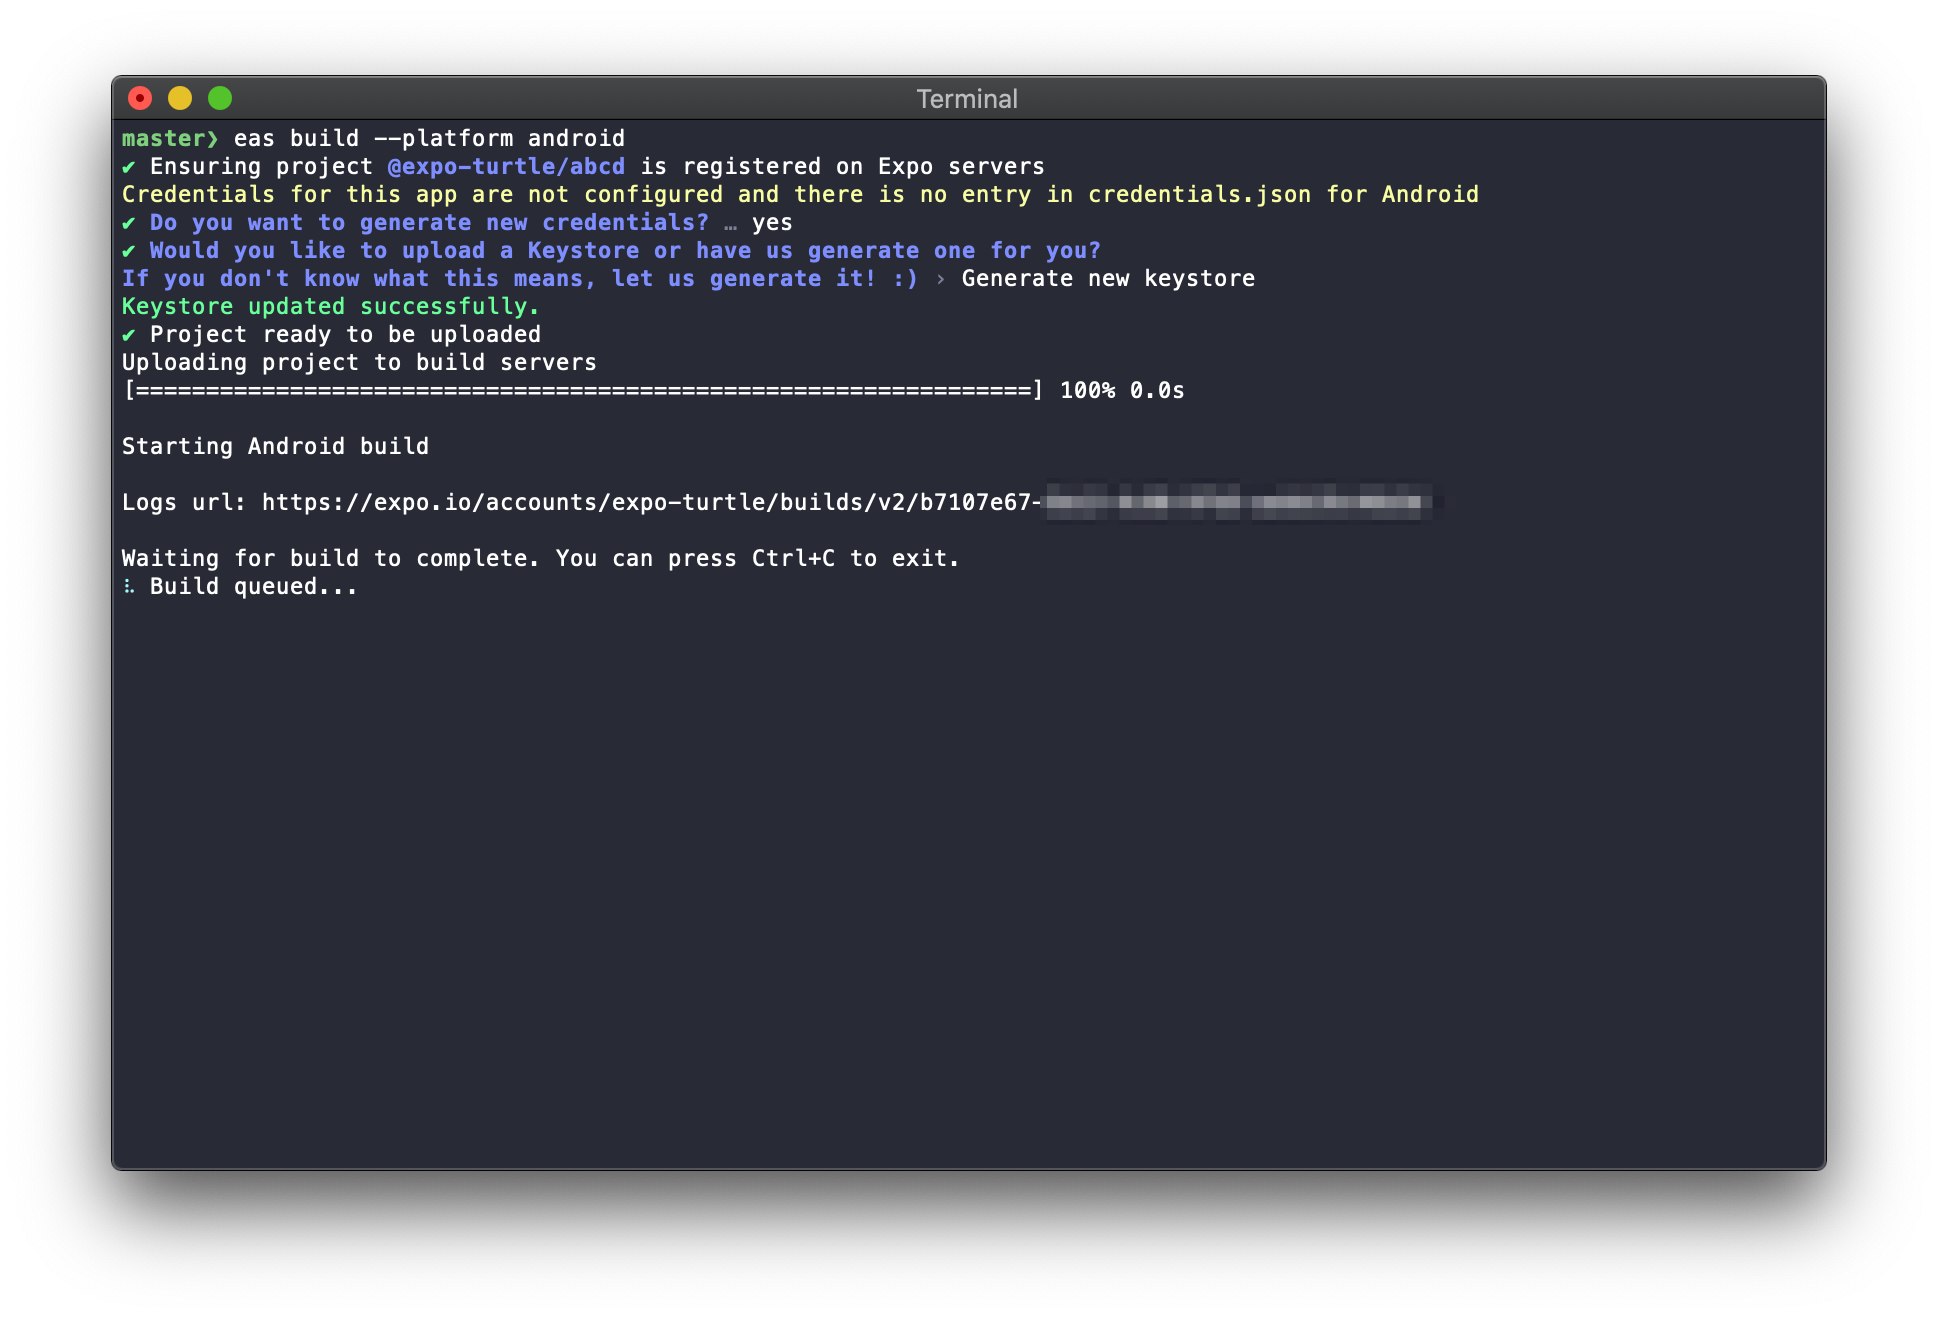 Terminal
master❯ eas build --platform android
✔ Ensuring project @expo-turtle/abcd is registered on Expo servers
Credentials for this app are not configured and there is no entry in credentials.json for Android
✔ Do you want to generate new credentials? … yes
✔ Would you like to upload a Keystore or have us generate one for you?
If you don't know what this means, let us generate it! :) › Generate new keystore
Keystore updated successfully.
✔ Project ready to be uploaded
Uploading project to build servers
[================================================================] 100% 0.0s
Starting Android build
Logs url: https://expo.io/accounts/expo-turtle/builds/v2/b7107e67-
Waiting for build to complete. You can press Ctrl+C to exit.
⠧ Build queued...